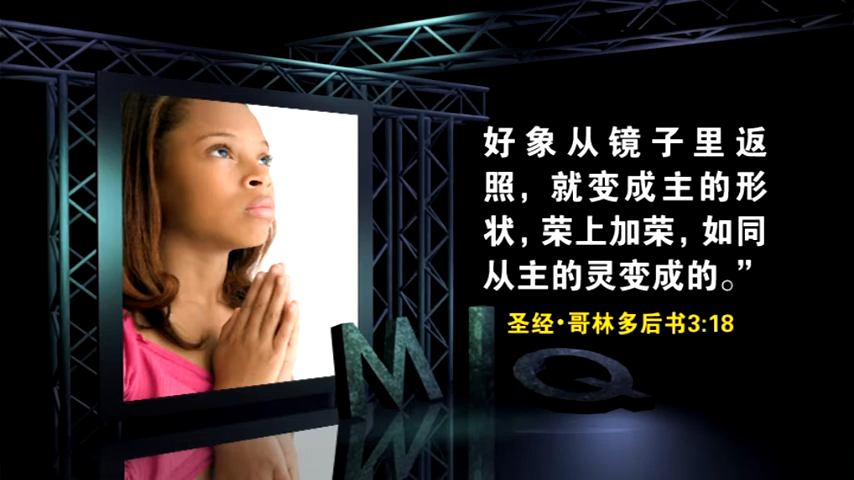 好象从镜子里返
照，就变成主的形
状，荣上加荣，如同
从主的灵变成的。”
圣经·哥林多后书3:18
MIQ